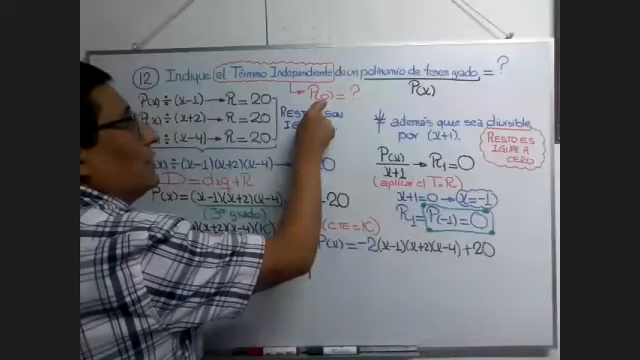 12 Indique el Término Independiente de un polinomio de tercer grado = ?
P(0) = ?
P(x)
P(x) ÷ (x-1) → R = 20
P(x) ÷ (x+2) → R = 20
(x) ÷ (x-4) → R = 20
RESTOS SON
(x) ÷ (x-1)(x+2)(x-4) →
D = dxq+R
P(x) = (x-1)(x+2)(x-4)
20
(3er grado)
(x+2)(x-4)(K)
(CTE = K)
* además que sea divisible
por (x+1).
RESTO ES
IGUAL A
CERO
P(x)/x+1 → R₁ = 0
(aplicar el T=R.
x+1=0 → x=-1
R₁ = P(-1) = 0
P(x) = -2(x-1)(x+2)(x-4)+20